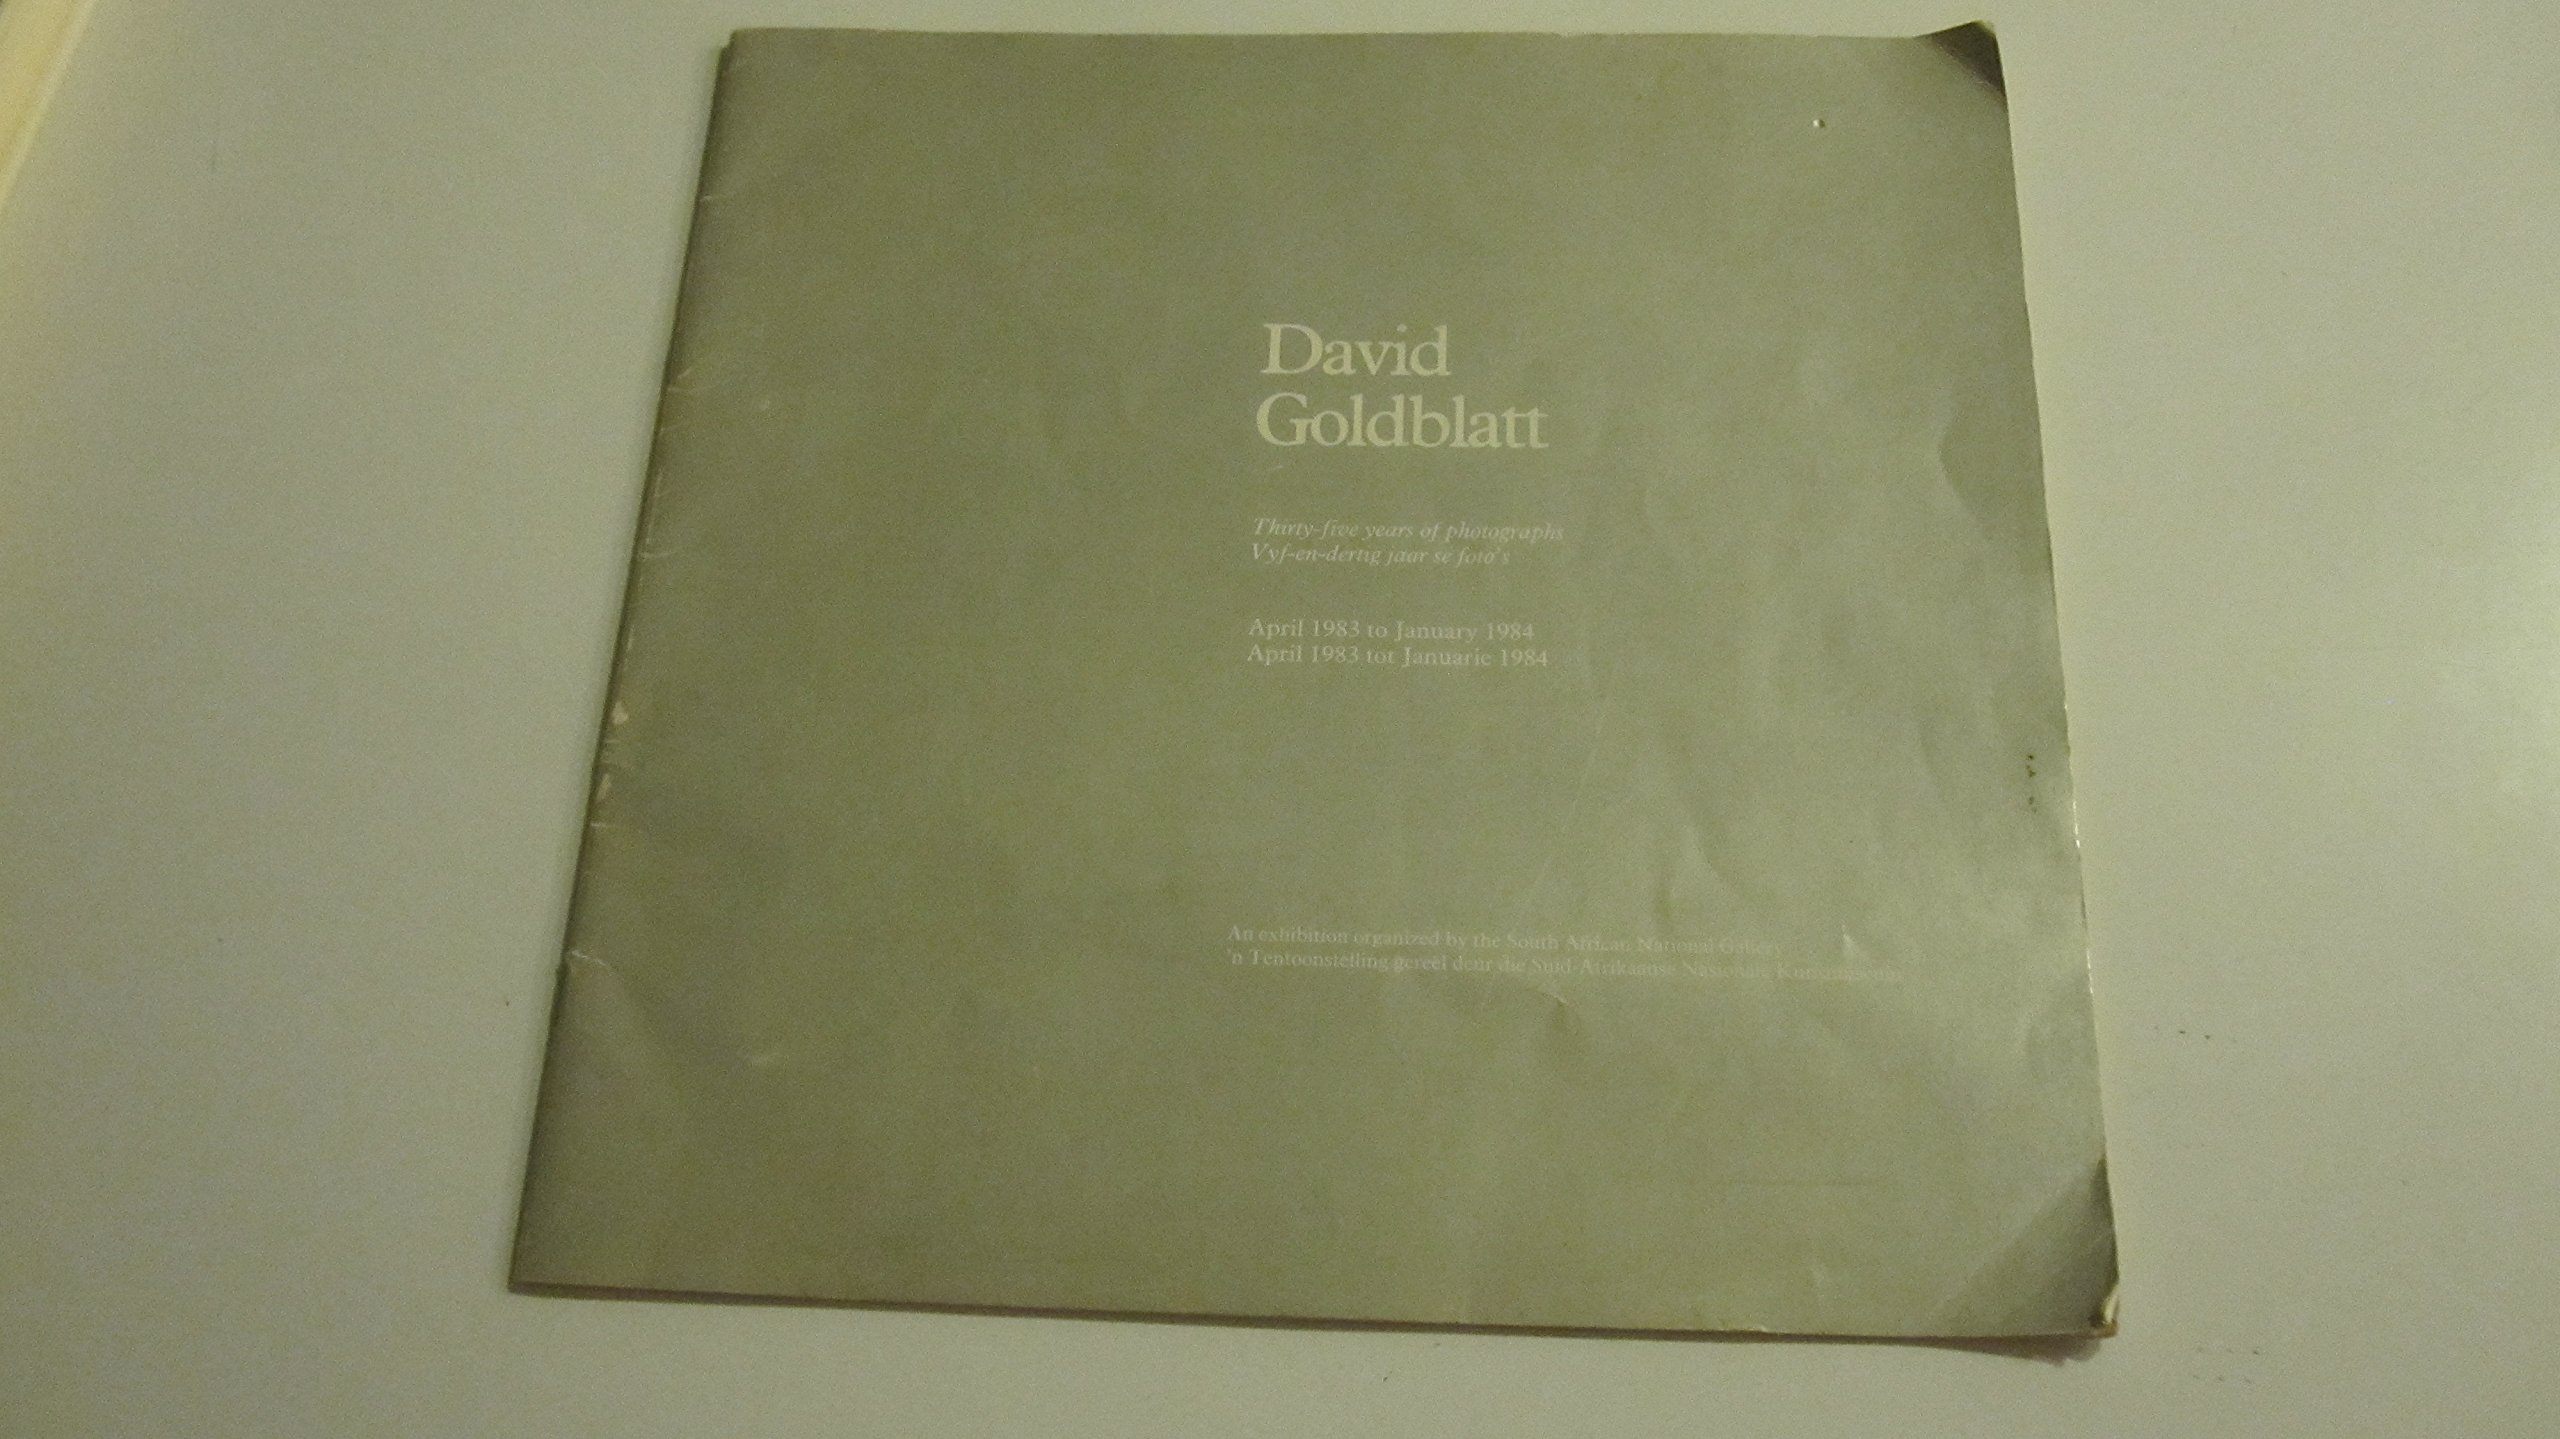 David
Goldblatt
Thirty-five years of photographs
Vyf-en-dertig jaar se foto's
April 1983 to January 1984
April 1983 tot Januarie 1984
An exhibition organized by the South African National Gallery
'n Tentoonstelling gereël deur die Suid-Afrikaanse Nasionale